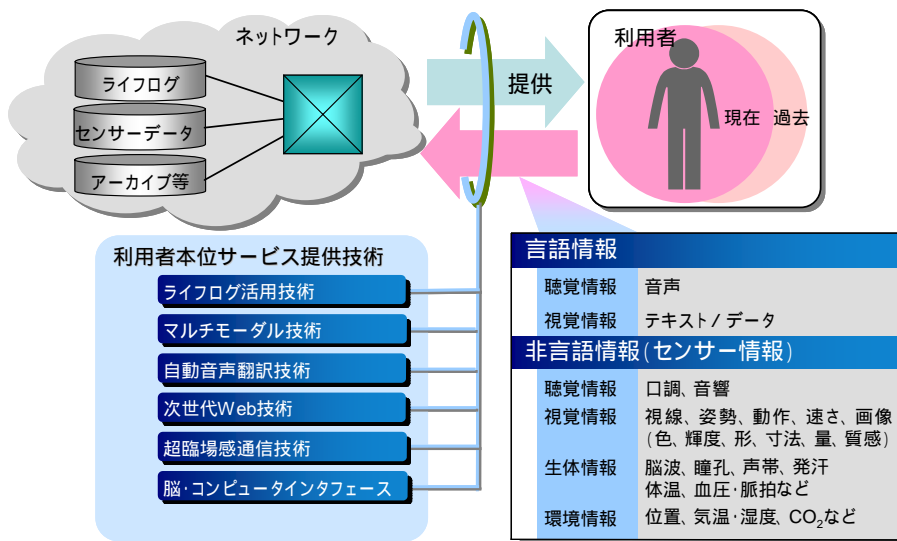 ネットワーク
ライフログ
センサーデータ
アーカイブ等
提供
利用者
現在 過去
利用者本位サービス提供技術
ライフログ活用技術
マルチモーダル技術
自動音声翻訳技術
次世代Web技術
超臨場感通信技術
脳・コンピュータインタフェース
言語情報
聴覚情報 音声
視覚情報 テキスト/データ
非言語情報(センサー情報)
聴覚情報 口調、音響
視覚情報 視線、姿勢、動作、速さ、画像
(色、輝度、形、寸法、量、質感)
生体情報 脳波、瞳孔、声帯、発汗
体温、血圧・脈拍など
環境情報 位置、気温・湿度、CO₂など